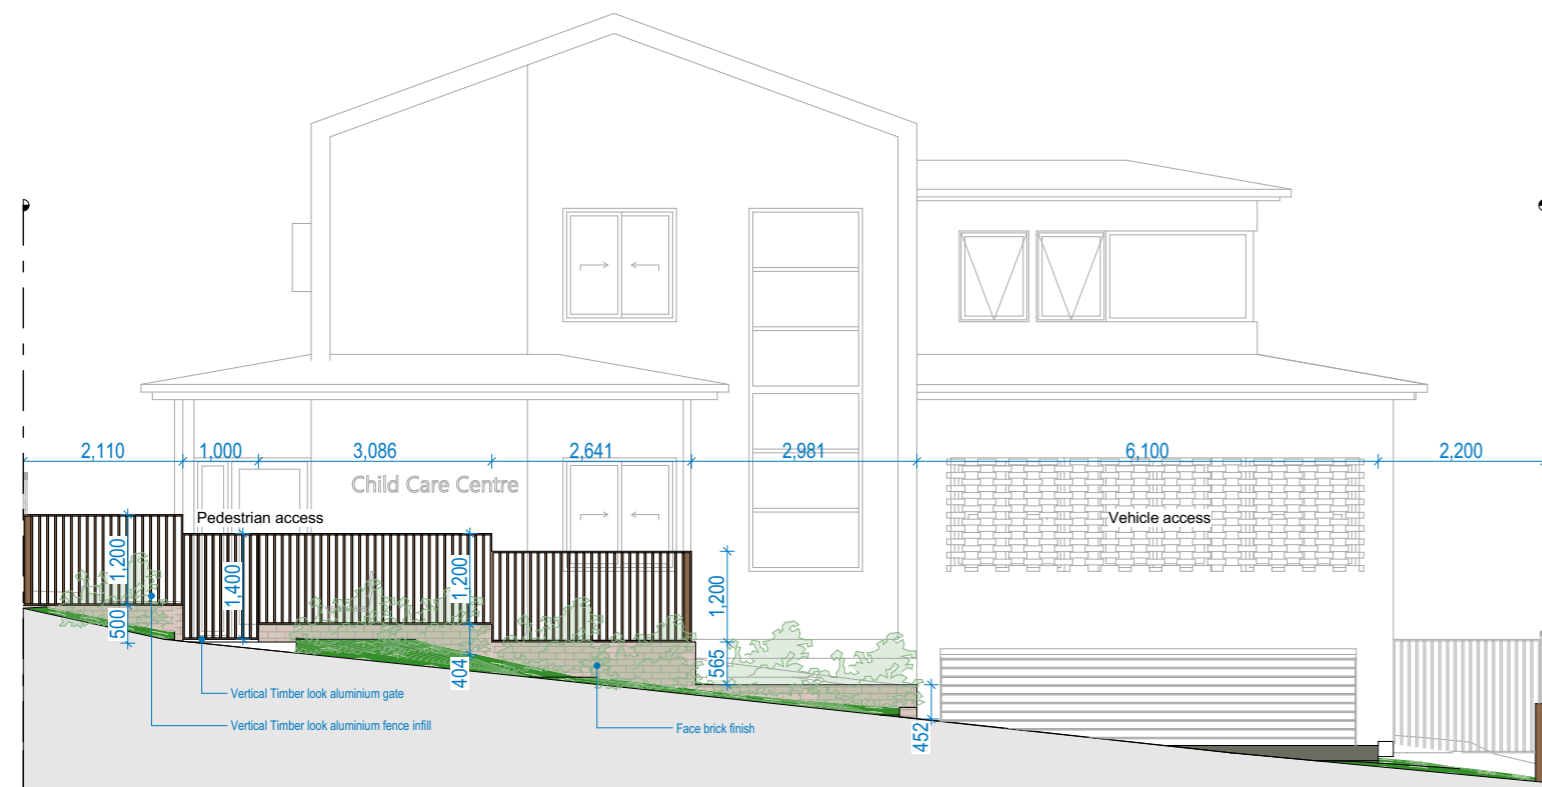 2,110 1,000 3,086 2,641 2,981 6,100 2,200
Child Care Centre
Pedestrian access
Vehicle access
1,200
1,400
1,200
1,200
500
404
565
452
Vertical Timber look aluminium gate
Vertical Timber look aluminium fence infill
Face brick finish